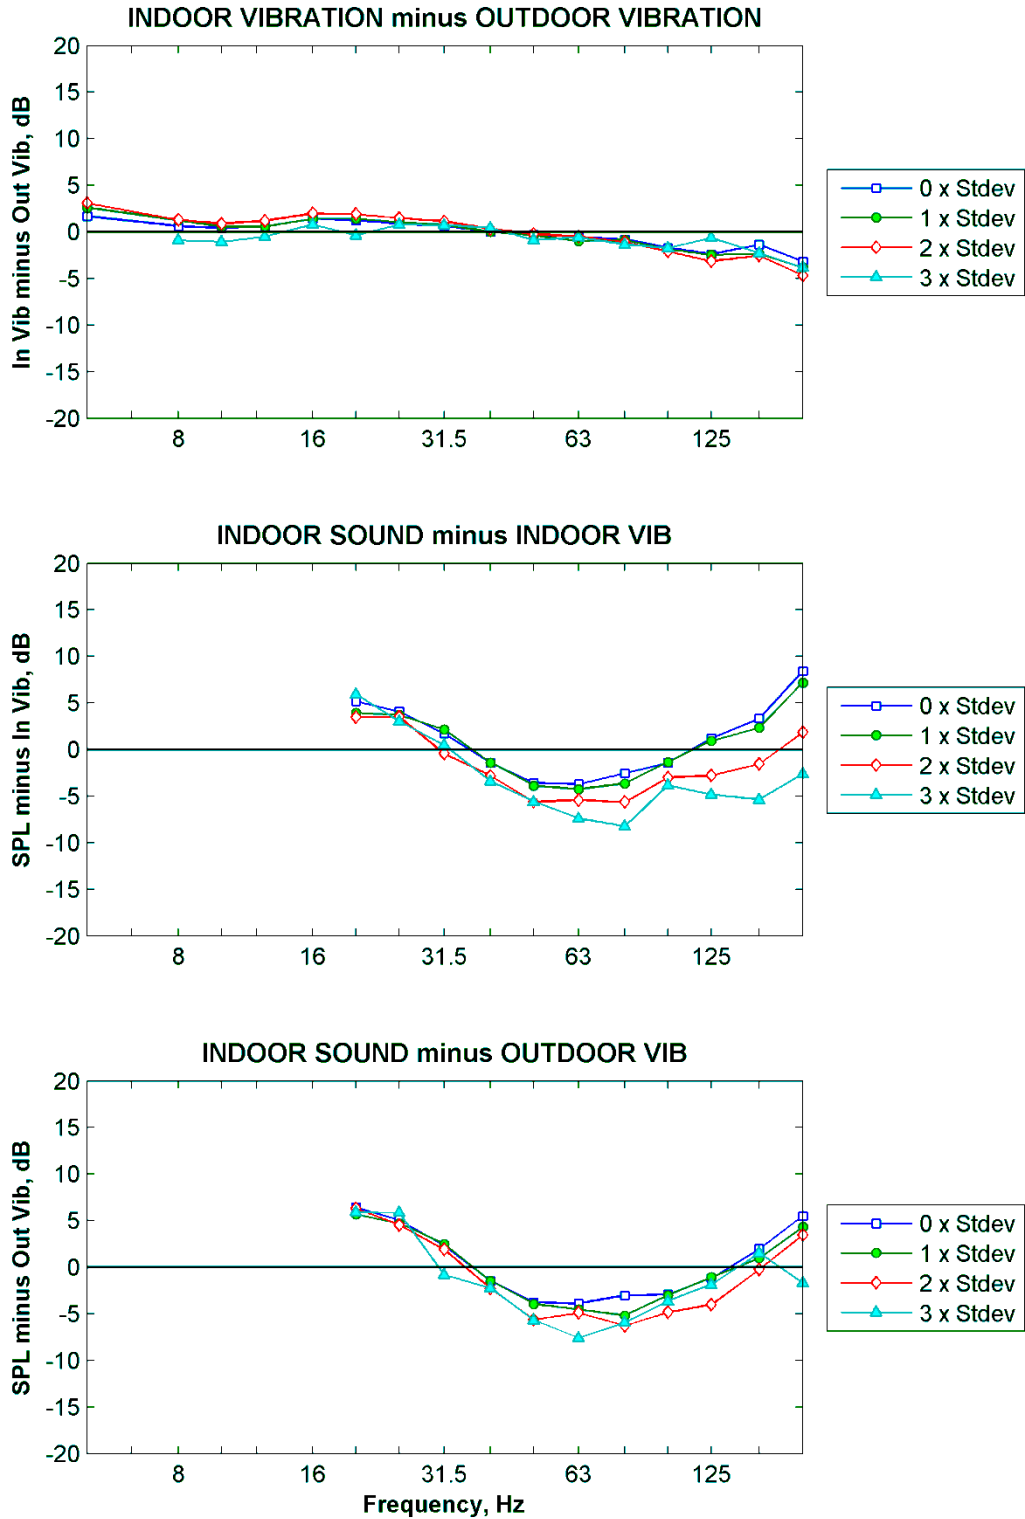 INDOOR VIBRATION minus OUTDOOR VIBRATION
In Vib minus Out Vib, dB
20
15
10
5
0
-5
-10
-15
-20
8 16 31.5 63 125
0 x Stdev
1 x Stdev
2 x Stdev
3 x Stdev
INDOOR SOUND minus INDOOR VIB
SPL minus In Vib, dB
20
15
10
5
0
-5
-10
-15
-20
8 16 31.5 63 125
0 x Stdev
1 x Stdev
2 x Stdev
3 x Stdev
INDOOR SOUND minus OUTDOOR VIB
SPL minus Out Vib, dB
20
15
10
5
0
-5
-10
-15
-20
8 16 31.5 63 125
Frequency, Hz
0 x Stdev
1 x Stdev
2 x Stdev
3 x Stdev